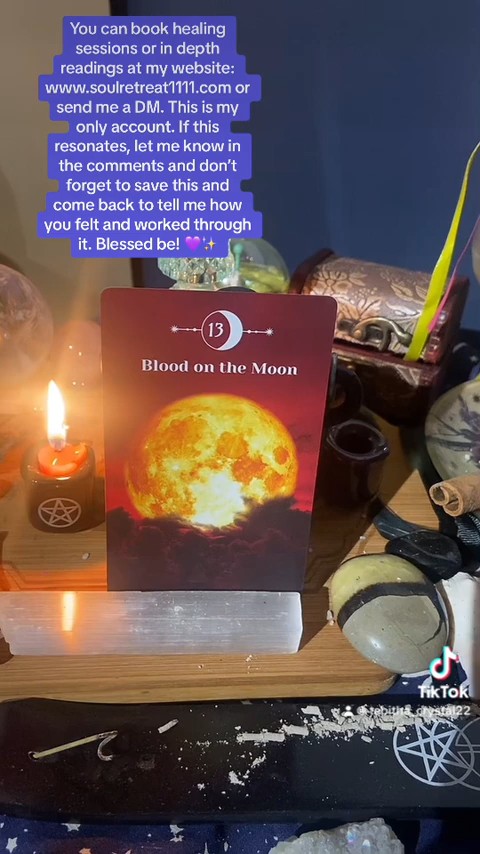 You can book healing
sessions or in depth
readings at my website:
www.soulretreat1111.com or
send me a DM. This is my
only account. If this
resonates, let me know in
the comments and don't
forget to save this and
come back to tell me how
you felt and worked through
it. Blessed be! 💜✨
13
Blood on the Moon
TikTok